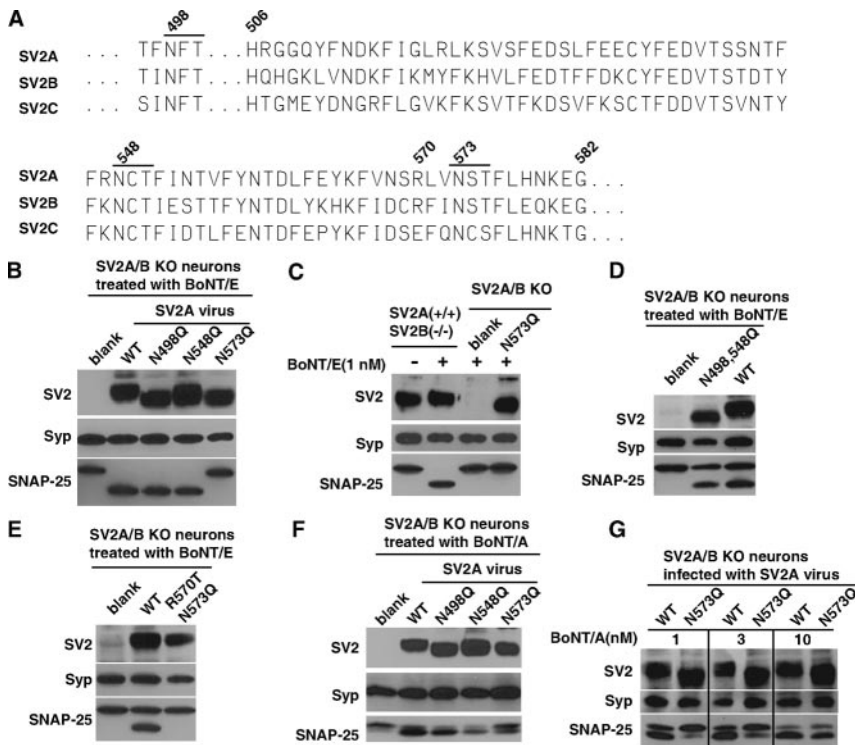 A
498 506
SV2A ... TFNFT ...HRGGQYFNDKFIGLRLKSVSFEDSLFEECYFEDVTSSNTF
SV2B ... TINFT ...HQHGKLVNDKFIKMYFKHVLFEDTFFDKCYFEDVTSTDTY
SV2C ... SINFT ...HTGMEYDNGRFLGVKFKSVTFKDSVFKSCTFDDVTSVNTY
548 570 573 582
SV2A FRNCTFINTVFYNTDLFEYKFVNSRLVNSTFLHNKEG...
SV2B FKNCTIESTTFYNTDLYKHKFIDCRFINSTFLEQKEG...
SV2C FKNCTFIDTLFENTDFEPYKFIDSEFQNCSFLHNKTG...
B
SV2A/B KO neurons
treated with BoNT/E
SV2A virus
blank WT N498Q N548Q N573Q
SV2
Syp
SNAP-25
C
SV2A/B KO
SV2A(+/+)
SV2B(-/-)
blank N573Q
BoNT/E(1 nM) - + + +
SV2
Syp
SNAP-25
D
SV2A/B KO neurons
treated with BoNT/E
blank N498,548Q WT
SV2
Syp
SNAP-25
E
SV2A/B KO neurons
treated with BoNT/E
blank WT R570T N573Q
SV2
Syp
SNAP-25
F
SV2A/B KO neurons
treated with BoNT/A
SV2A virus
blank WT N498Q N548Q N573Q
SV2
Syp
SNAP-25
G
SV2A/B KO neurons
infected with SV2A virus
WT N573Q WT N573Q WT N573Q
BoNT/A(nM) 1 3 10
SV2
Syp
SNAP-25